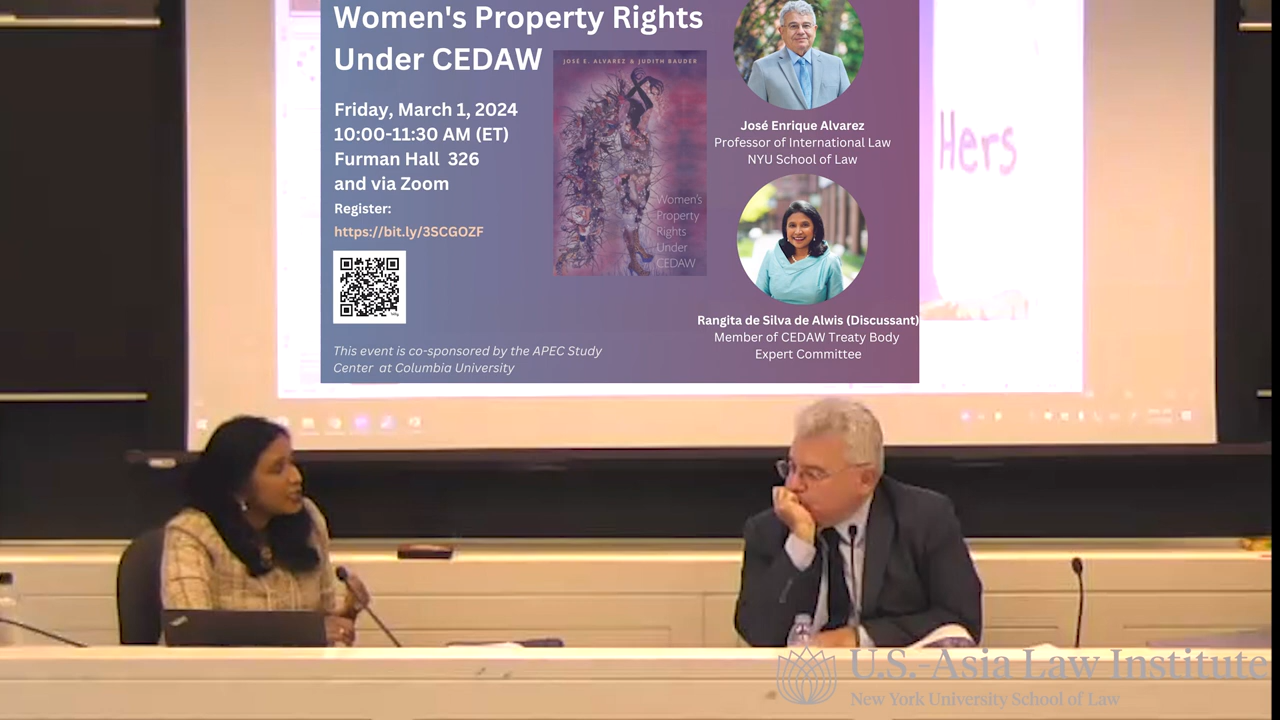 Women's Property Rights
Under CEDAW
Friday, March 1, 2024
10:00-11:30 AM (ET)
Furman Hall 326
and via Zoom
Register:
https://bit.ly/3SCGOZF
This event is co-sponsored by the APEC Study
Center at Columbia University
JOSÉ E. ALVAREZ & JUDITH BAUDER
Women's
Property
Rights
Under
CEDAW
José Enrique Alvarez
Professor of International Law
NYU School of Law
Rangita de Silva de Alwis (Discussant)
Member of CEDAW Treaty Body
Expert Committee
Hers
U.S.-Asia Law Institute
New York University School of Law